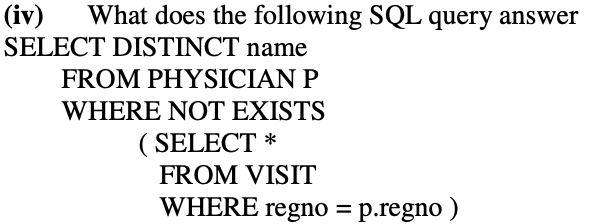 (iv) What does the following SQL query answer
SELECT DISTINCT name
FROM PHYSICIAN P
WHERE NOT EXISTS
( SELECT *
FROM VISIT
WHERE regno = p.regno )